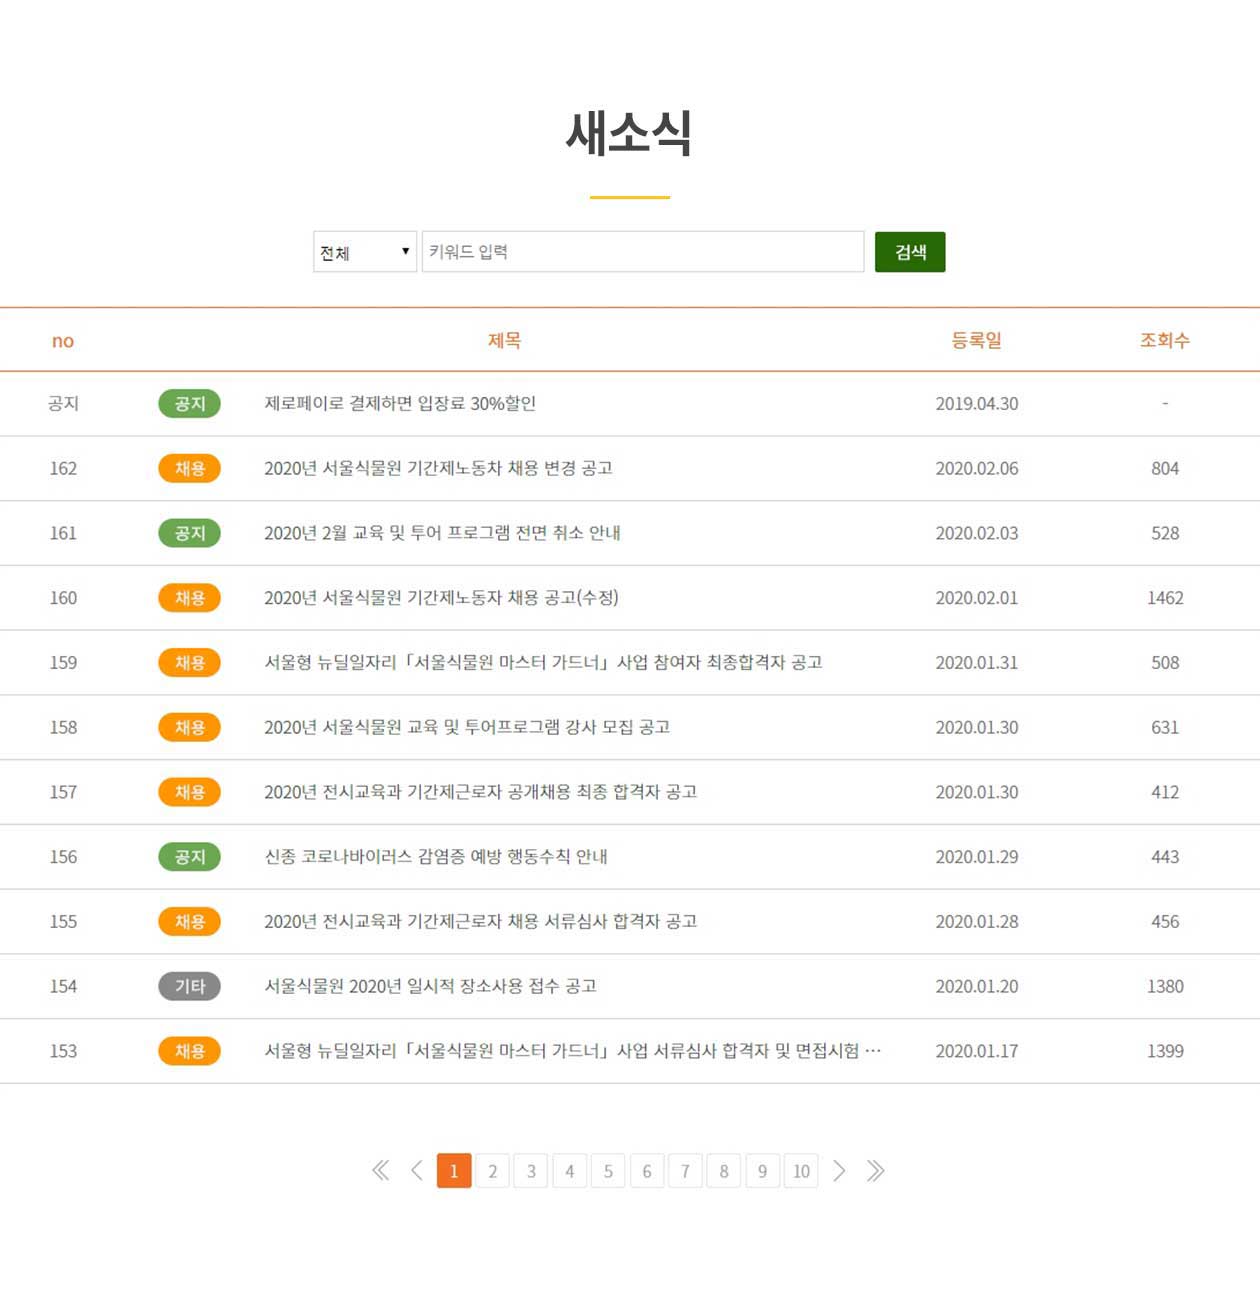 새소식
전체 ▼ 키워드 입력 검색
no 제목 등록일 조회수
공지 공지 제로페이로 결제하면 입장료 30%할인 2019.04.30 -
162 채용 2020년 서울식물원 기간제노동차 채용 변경 공고 2020.02.06 804
161 공지 2020년 2월 교육 및 투어 프로그램 전면 취소 안내 2020.02.03 528
160 채용 2020년 서울식물원 기간제노동자 채용 공고(수정) 2020.02.01 1462
159 채용 서울형 뉴딜일자리「서울식물원 마스터 가드너」사업 참여자 최종합격자 공고 2020.01.31 508
158 채용 2020년 서울식물원 교육 및 투어프로그램 강사 모집 공고 2020.01.30 631
157 채용 2020년 전시교육과 기간제근로자 공개채용 최종 합격자 공고 2020.01.30 412
156 공지 신종 코로나바이러스 감염증 예방 행동수칙 안내 2020.01.29 443
155 채용 2020년 전시교육과 기간제근로자 채용 서류심사 합격자 공고 2020.01.28 456
154 기타 서울식물원 2020년 일시적 장소사용 접수 공고 2020.01.20 1380
153 채용 서울형 뉴딜일자리「서울식물원 마스터 가드너」사업 서류심사 합격자 및 면접시험 … 2020.01.17 1399
1 2 3 4 5 6 7 8 9 10